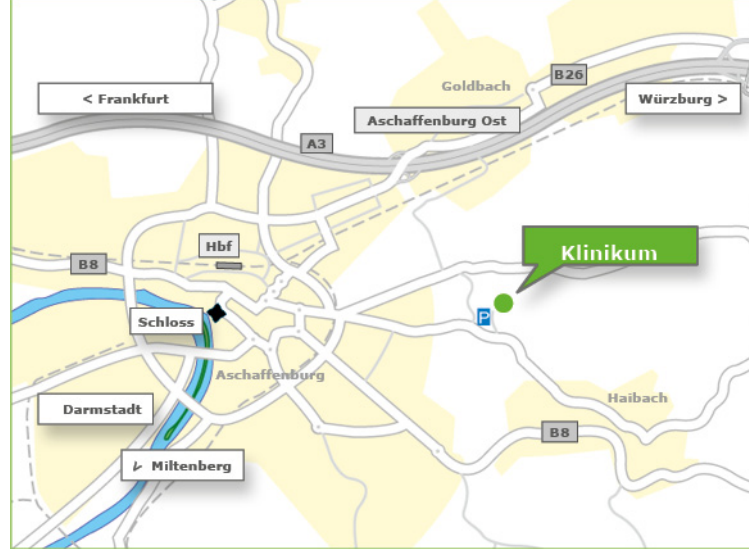 B26
Goldbach
< Frankfurt
Würzburg >
Aschaffenburg Ost
A3
Hbf
Klinikum
B8
P
Schloss
Aschaffenburg
Haibach
Darmstadt
B8
< Miltenberg